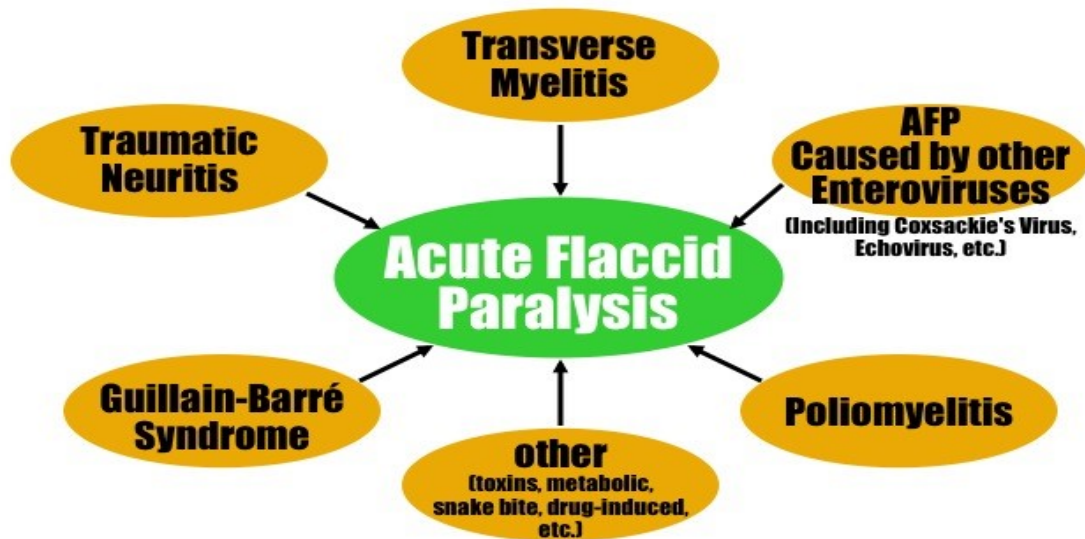 Transverse
Myelitis
Traumatic
Neuritis
AFP
Caused by other
Enteroviruses
(Including Coxsackie's Virus,
Echovirus, etc.)
Acute Flaccid
Paralysis
Guillain-Barré
Syndrome
other
(toxins, metabolic,
snake bite, drug-induced,
etc.)
Poliomyelitis